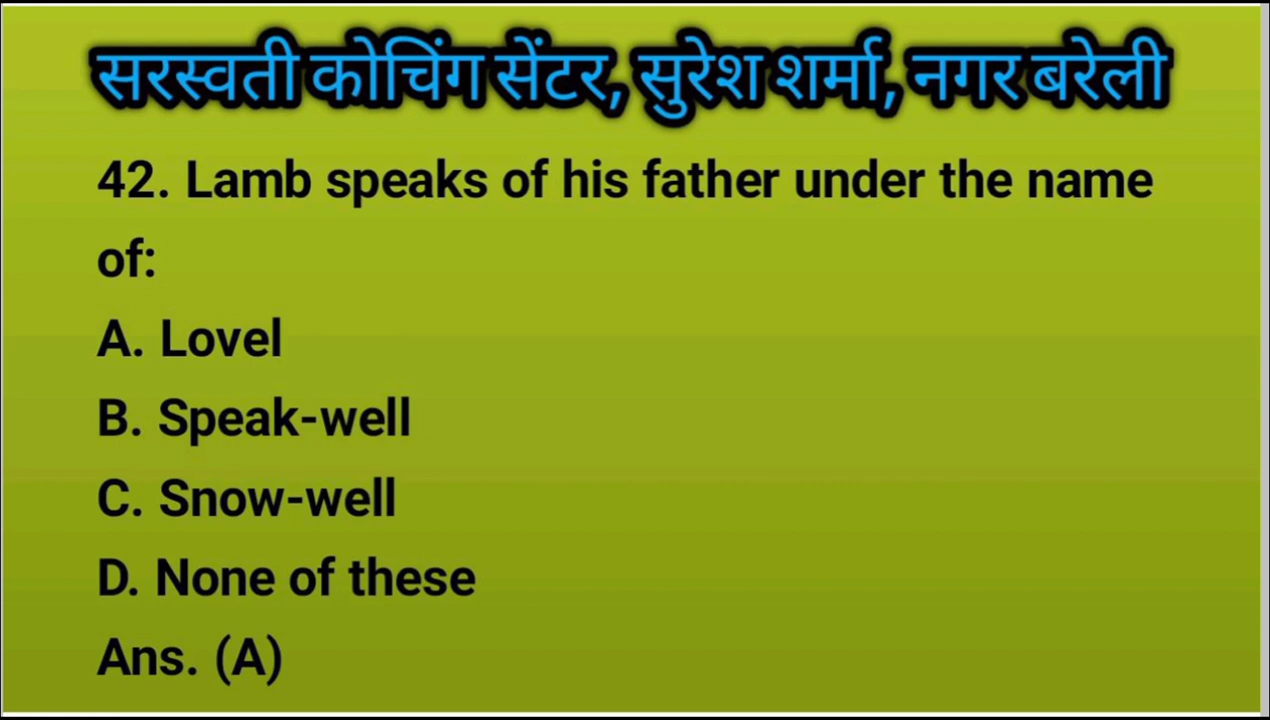 सरस्वती कोचिंग सेंटर, सुरेश शर्मा, नगर बरेली
42. Lamb speaks of his father under the name
of:
A. Lovel
B. Speak-well
C. Snow-well
D. None of these
Ans. (A)